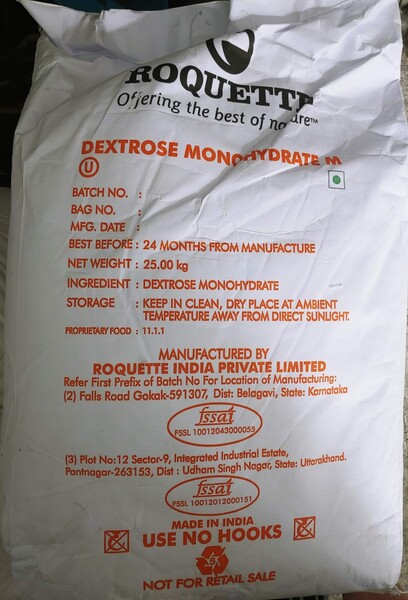 ROQUETTE
Offering the best of nature™
DEXTROSE MONOHYDRATE M
U
BATCH NO. :
BAG NO. :
MFG. DATE :
BEST BEFORE : 24 MONTHS FROM MANUFACTURE
NET WEIGHT : 25.00 kg
INGREDIENT : DEXTROSE MONOHYDRATE
STORAGE : KEEP IN CLEAN, DRY PLACE AT AMBIENT
TEMPERATURE AWAY FROM DIRECT SUNLIGHT.
PROPRIETARY FOOD : 11.1.1
MANUFACTURED BY
ROQUETTE INDIA PRIVATE LIMITED
Refer First Prefix of Batch No For Location of Manufacturing:
(2) Falls Road Gokak-591307, Dist: Belagavi, State: Karnataka
fssai
FSSL 10012043000055
(3) Plot No:12 Sector-9, Integrated Industrial Estate,
Pantnagar-263153, Dist : Udham Singh Nagar, State: Uttarakhand.
fssai
FSSL 10012012000151
MADE IN INDIA
USE NO HOOKS
NOT FOR RETAIL SALE